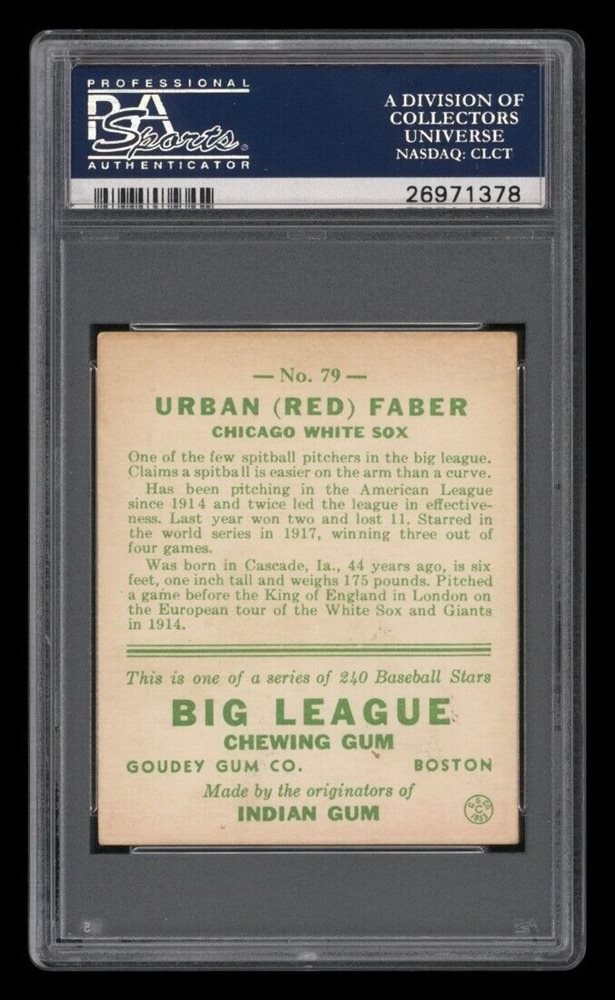 PROFESSIONAL
PSA
Sports
AUTHENTICATOR
A DIVISION OF
COLLECTORS
UNIVERSE
NASDAQ: CLCT
26971378
— No. 79 —
URBAN (RED) FABER
CHICAGO WHITE SOX
One of the few spitball pitchers in the big league.
Claims a spitball is easier on the arm than a curve.
Has been pitching in the American League
since 1914 and twice led the league in effective-
ness. Last year won two and lost 11. Starred in
the world series in 1917, winning three out of
four games.
Was born in Cascade, Ia., 44 years ago, is six
feet, one inch tall and weighs 175 pounds. Pitched
a game before the King of England in London on
the European tour of the White Sox and Giants
in 1914.
This is one of a series of 240 Baseball Stars
BIG LEAGUE
CHEWING GUM
GOUDEY GUM CO. BOSTON
Made by the originators of
INDIAN GUM
G. G. CO.
C
1933